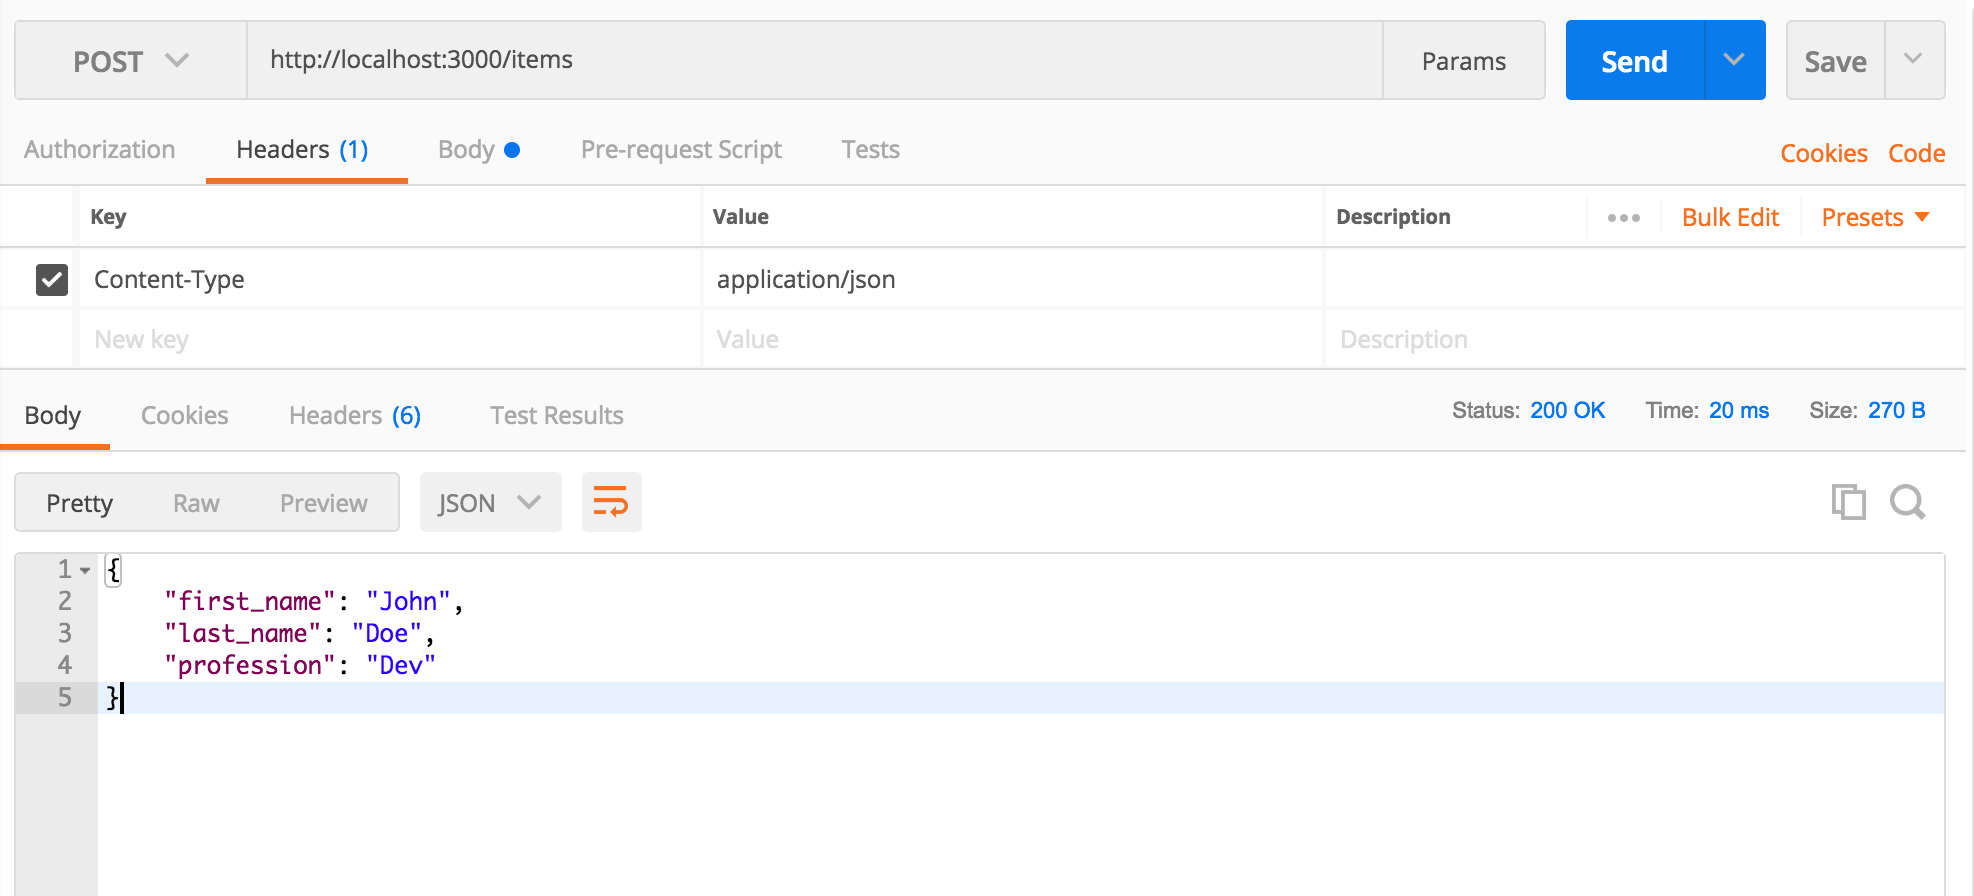 POST http://localhost:3000/items Params Send Save
Authorization Headers (1) Body Pre-request Script Tests Cookies Code
Key Value Description ••• Bulk Edit Presets
Content-Type application/json
New key Value Description
Body Cookies Headers (6) Test Results Status: 200 OK Time: 20 ms Size: 270 B
Pretty Raw Preview JSON
1 {
2 "first_name": "John",
3 "last_name": "Doe",
4 "profession": "Dev"
5 }